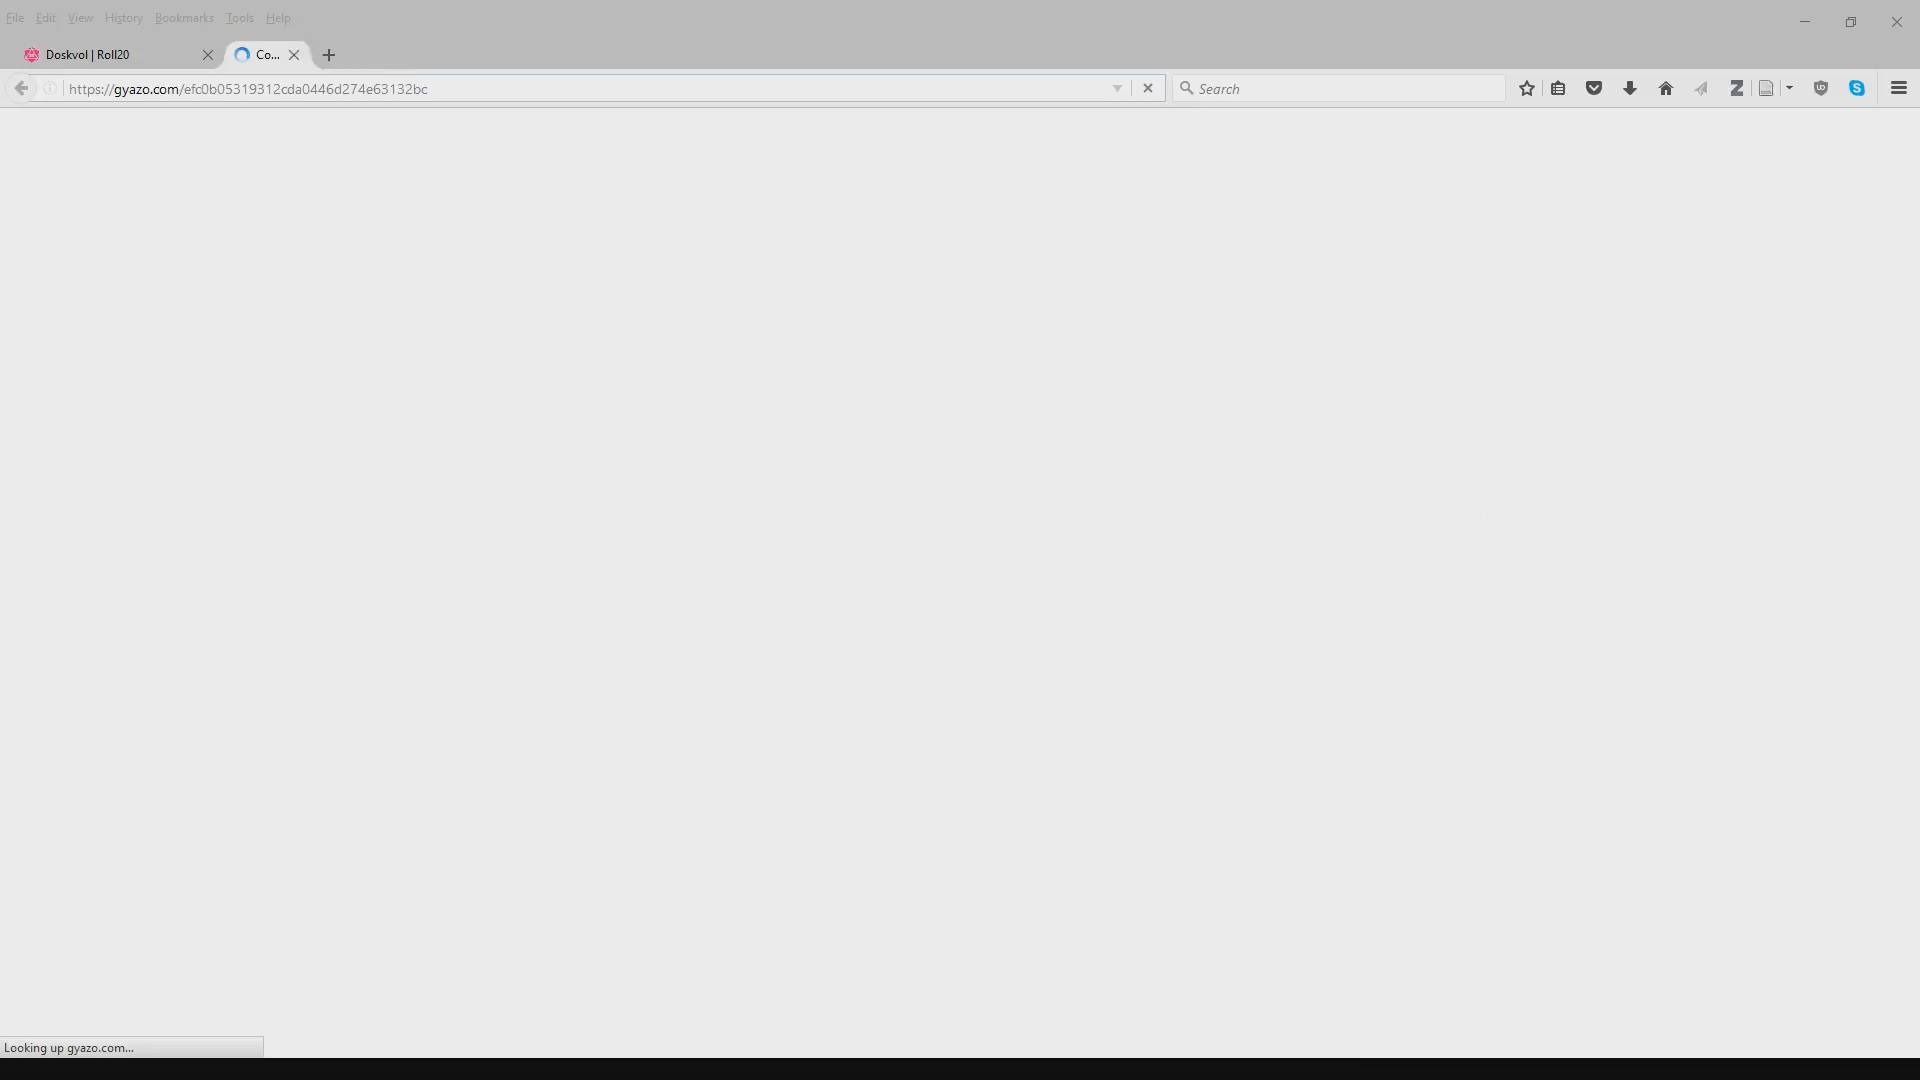 File Edit View History Bookmarks Tools Help
Doskvol | Roll20
Co...
https://gyazo.com/efc0b05319312cda0446d274e63132bc
Search
Looking up gyazo.com...